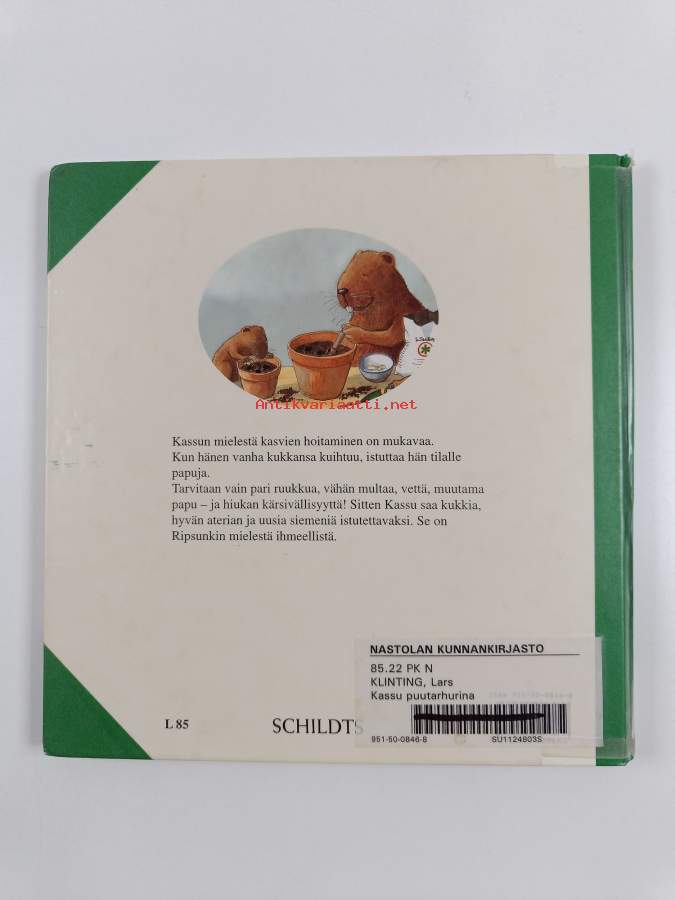 Antikvariaatti.net
Kassun mielestä kasvien hoitaminen on mukavaa.
Kun hänen vanha kukkansa kuihtuu, istuttaa hän tilalle
papuja.
Tarvitaan vain pari ruukkua, vähän multaa, vettä, muutama
papu – ja hiukan kärsivällisyyttä! Sitten Kassu saa kukkia,
hyvän aterian ja uusia siemeniä istutettavaksi. Se on
Ripsunkin mielestä ihmeellistä.
NASTOLAN KUNNANKIRJASTO
85.22 PK N
KLINTING, Lars
Kassu puutarhurina
951-50-0846-8 SU1124803S
L 85 SCHILDTS